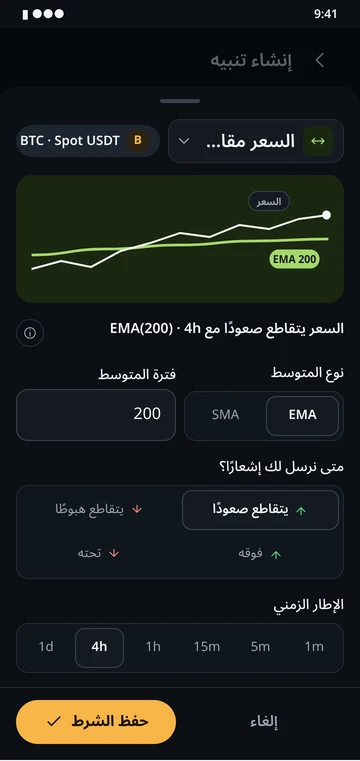 9:41
إنشاء تنبيه
السعر مقا...
B BTC · Spot USDT
السعر
EMA 200
السعر يتقاطع صعودًا مع EMA(200) · 4h
نوع المتوسط
فترة المتوسط
EMA
SMA
200
متى نرسل لك إشعارًا؟
يتقاطع صعودًا
يتقاطع هبوطًا
فوقه
تحته
الإطار الزمني
1m
5m
15m
1h
4h
1d
إلغاء
حفظ الشرط